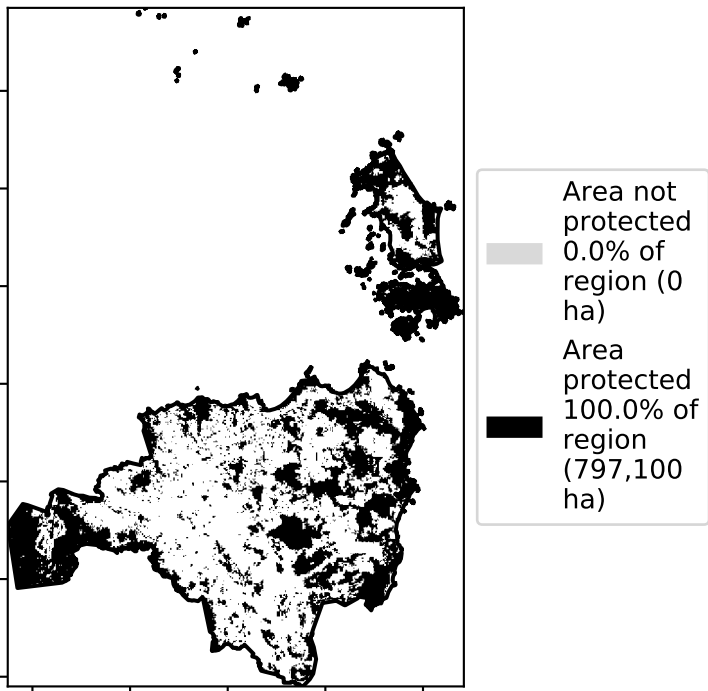 Area not
protected
0.0% of
region (0
ha)
Area
protected
100.0% of
region
(797,100
ha)